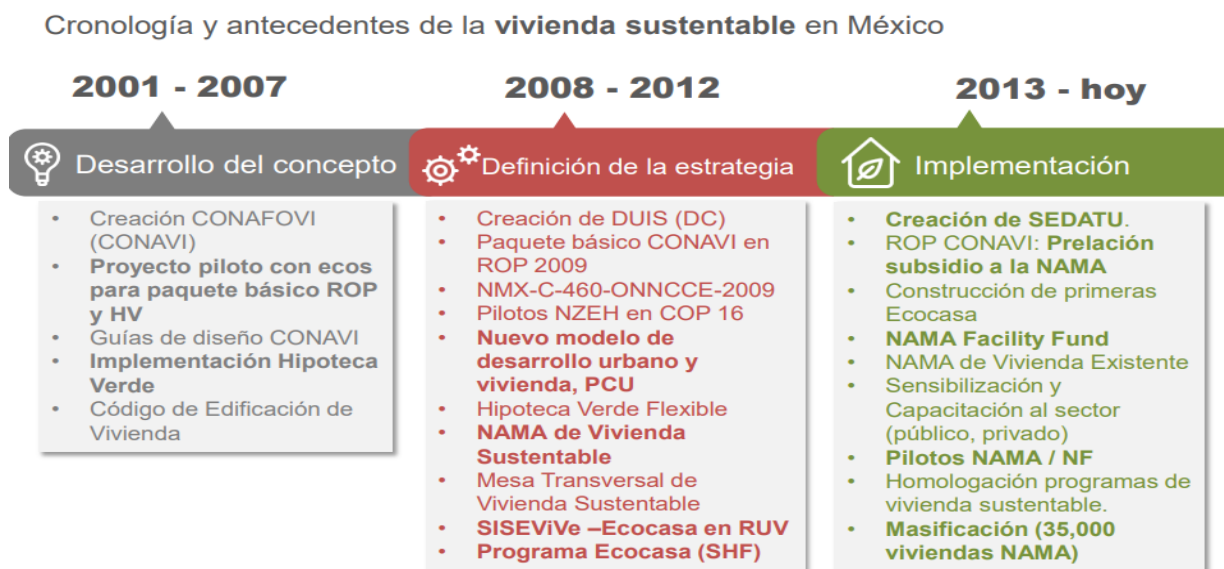 Cronología y antecedentes de la vivienda sustentable en México
2001 - 2007
Desarrollo del concepto
• Creación CONAFOVI
(CONAVI)
• Proyecto piloto con ecos
para paquete básico ROP
y HV
• Guías de diseño CONAVI
• Implementación Hipoteca
Verde
• Código de Edificación de
Vivienda
2008 - 2012
Definición de la estrategia
• Creación de DUIS (DC)
• Paquete básico CONAVI en
ROP 2009
• NMX-C-460-ONNCCE-2009
• Pilotos NZEH en COP 16
• Nuevo modelo de
desarrollo urbano y
vivienda, PCU
• Hipoteca Verde Flexible
• NAMA de Vivienda
Sustentable
• Mesa Transversal de
Vivienda Sustentable
• SISEViVe –Ecocasa en RUV
• Programa Ecocasa (SHF)
2013 - hoy
Implementación
• Creación de SEDATU.
• ROP CONAVI: Prelación
subsidio a la NAMA
• Construcción de primeras
Ecocasa
• NAMA Facility Fund
• NAMA de Vivienda Existente
• Sensibilización y
Capacitación al sector
(público, privado)
• Pilotos NAMA / NF
• Homologación programas de
vivienda sustentable.
• Masificación (35,000
viviendas NAMA)